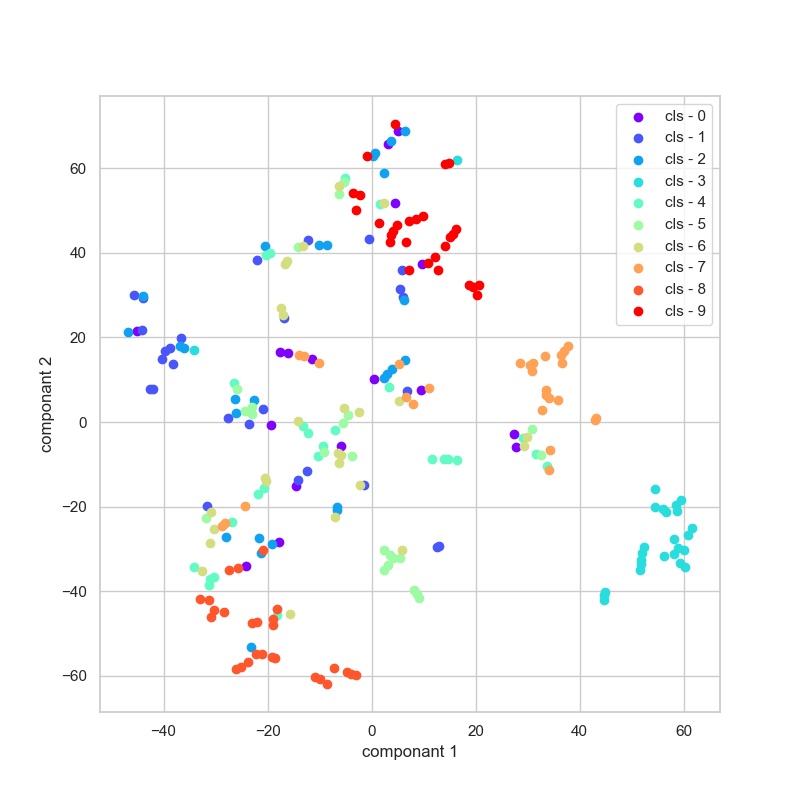 60
40
20
0
−20
−40
−60
−40
−20
0
20
40
60
componant 1
componant 2
cls - 0
cls - 1
cls - 2
cls - 3
cls - 4
cls - 5
cls - 6
cls - 7
cls - 8
cls - 9